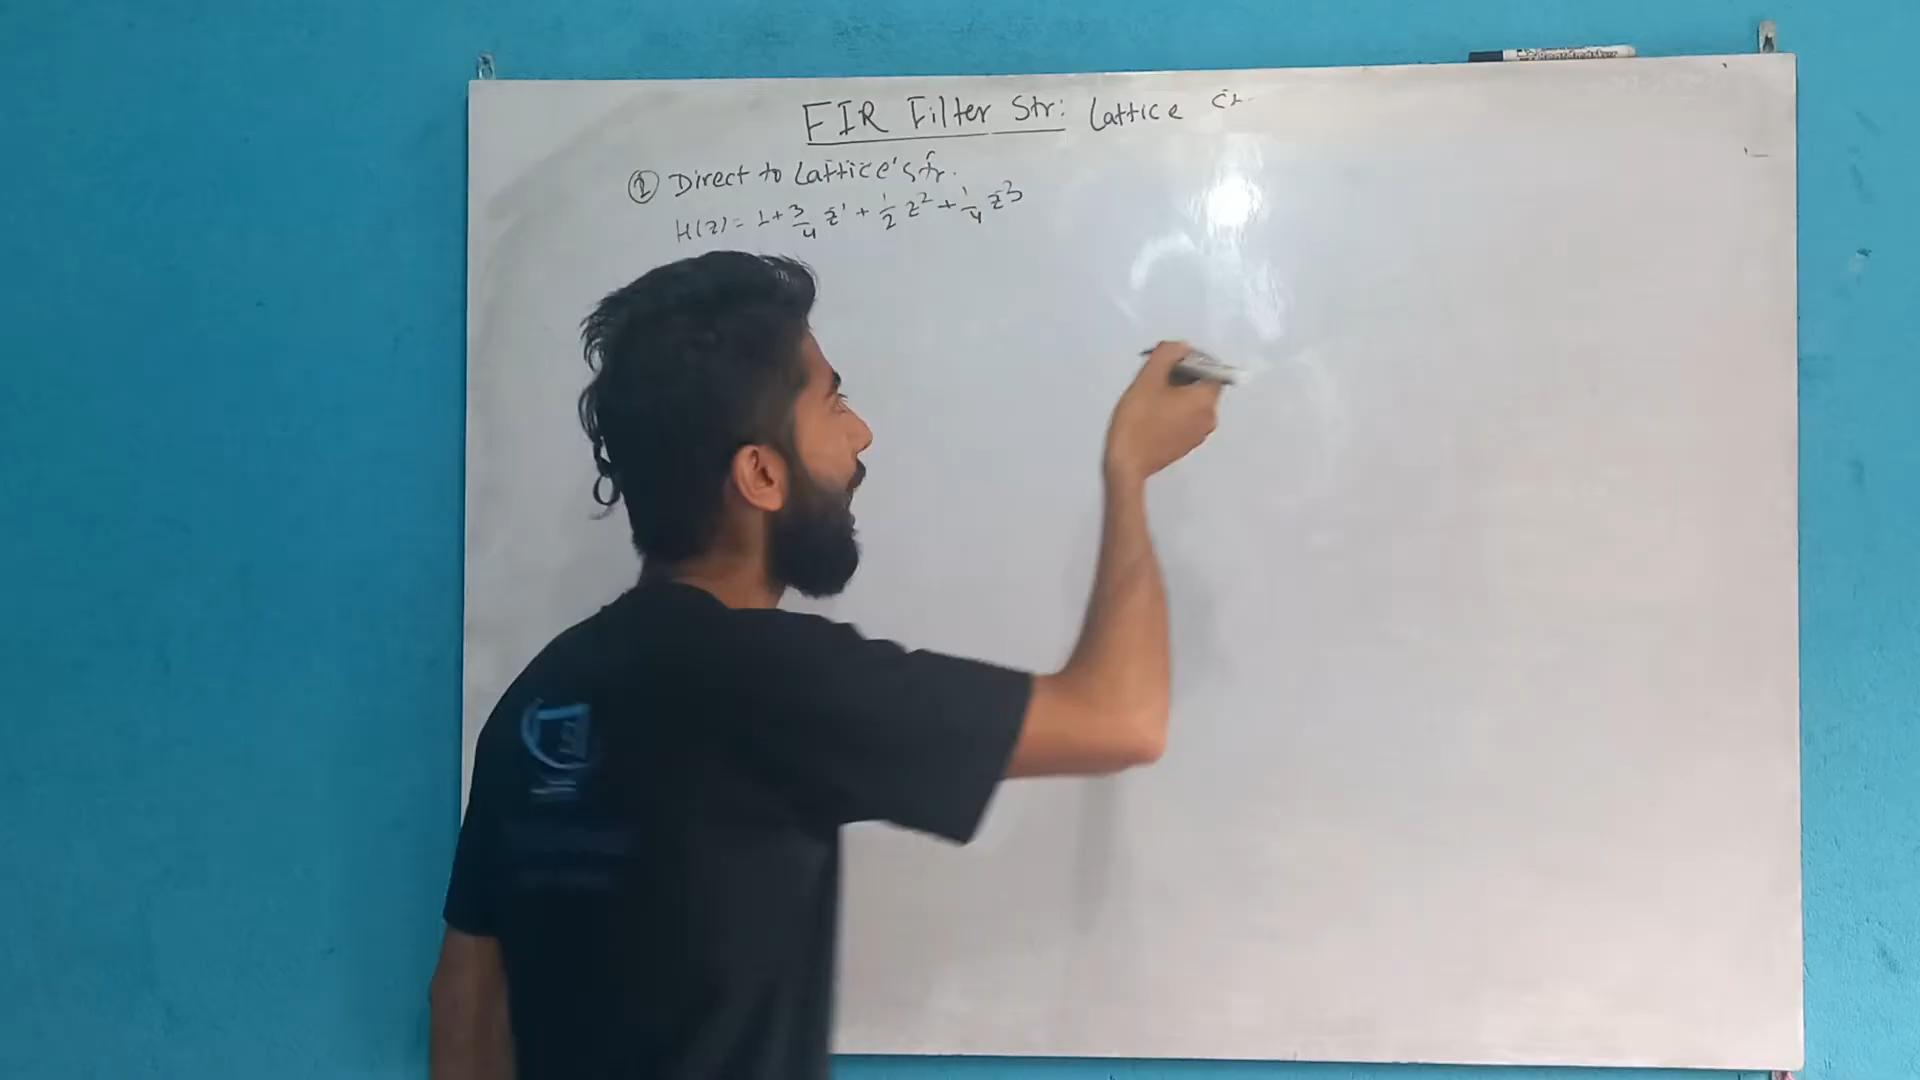 FIR Filter Str: Lattice
① Direct to Lattice's str.
H(z) = 1 + 3/4 z⁻¹ + 1/2 z⁻² + 1/4 z⁻³